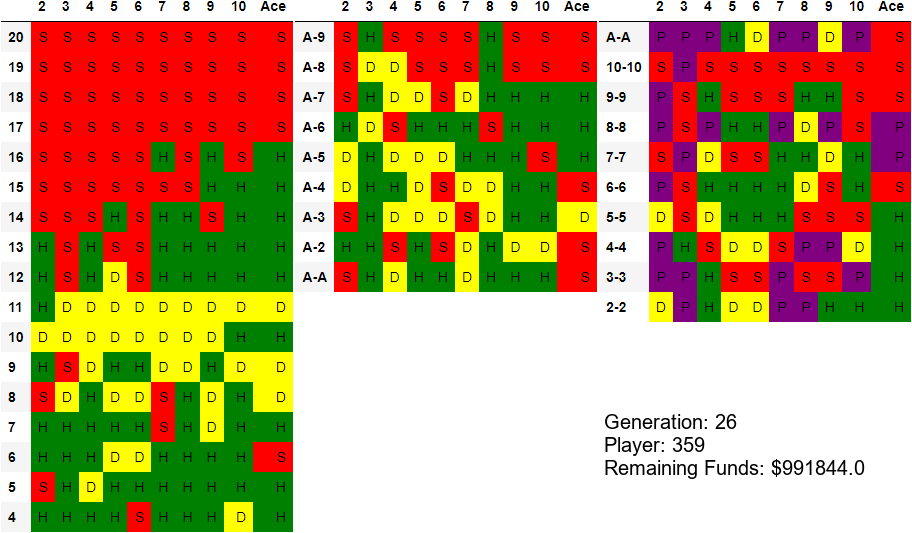 2 3 4 5 6 7 8 9 10 Ace
20 S S S S S S S S S S
19 S S S S S S S S S S
18 S S S S S S S S S S
17 S S S S S S S S S S
16 S S S S S H S H S H
15 S S S S S S S H H H
14 S S S H S H H S H H
13 H S H S S H H H H H
12 H S H D S H H H H H
11 H D D D D D D D D D
10 D D D D D D D D H H
9 H S D H H D D H D D
8 S D H D D S H D H D
7 H H H H H S H D H H
6 H H H D D H H H H S
5 S H D H H H H H H H
4 H H H H S H H H D H
2 3 4 5 6 7 8 9 10 Ace
A-9 S H S S S S H S S S
A-8 S D D S S S H S S S
A-7 S H D D S D H H H H
A-6 H D S H H H S H H H
A-5 D H D D D H H H S H
A-4 D H H D S D D H H S
A-3 S H D D D S D H H D
A-2 H H S H S D H D D S
A-A S H D H H D H H H S
2 3 4 5 6 7 8 9 10 Ace
A-A P P P H D P P D P S
10-10 S P S S S S S S S S
9-9 P S H S S S H H S S
8-8 P S P H H P D P S P
7-7 S P D S S H H D H P
6-6 P S H H H H D S H S
5-5 D S D H H H S S S H
4-4 P H S D D S P P D H
3-3 P P H S S P S S P H
2-2 D P H D D P P H H H
Generation: 26
Player: 359
Remaining Funds: $991844.0